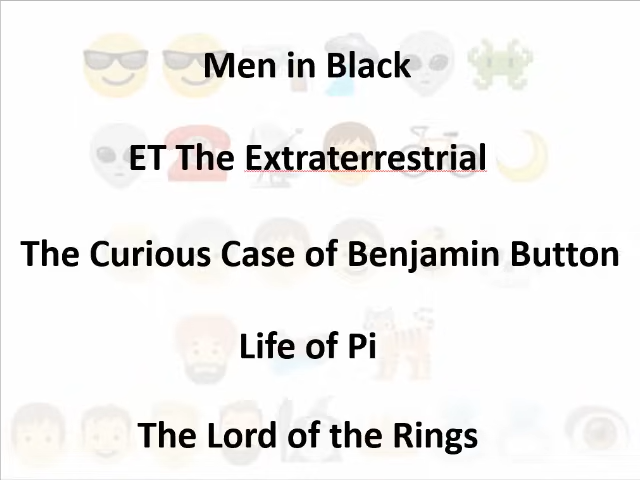 Men in Black
ET The Extraterrestrial
The Curious Case of Benjamin Button
Life of Pi
The Lord of the Rings